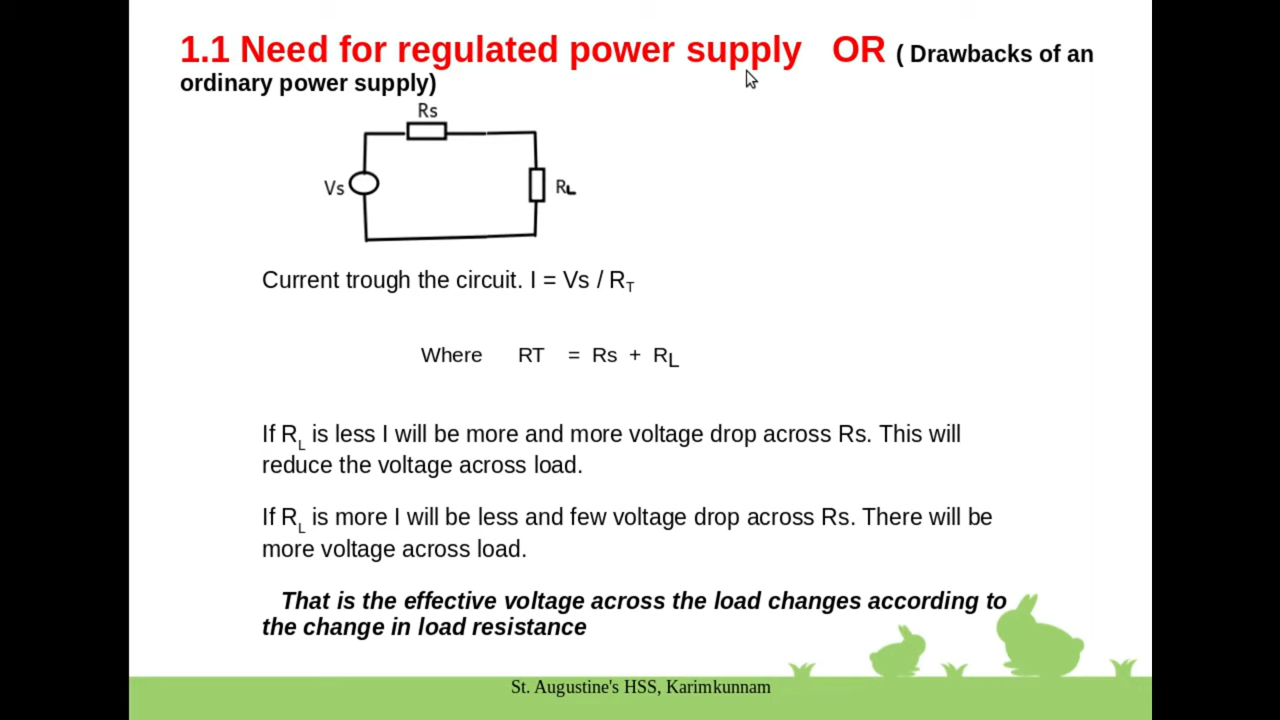 1.1 Need for regulated power supply OR ( Drawbacks of an
ordinary power supply)
Rs
Vs
RL
Current trough the circuit. I = Vs / RT
Where RT = Rs + RL
If RL is less I will be more and more voltage drop across Rs. This will
reduce the voltage across load.
If RL is more I will be less and few voltage drop across Rs. There will be
more voltage across load.
That is the effective voltage across the load changes according to
the change in load resistance
St. Augustine's HSS, Karimkunnam